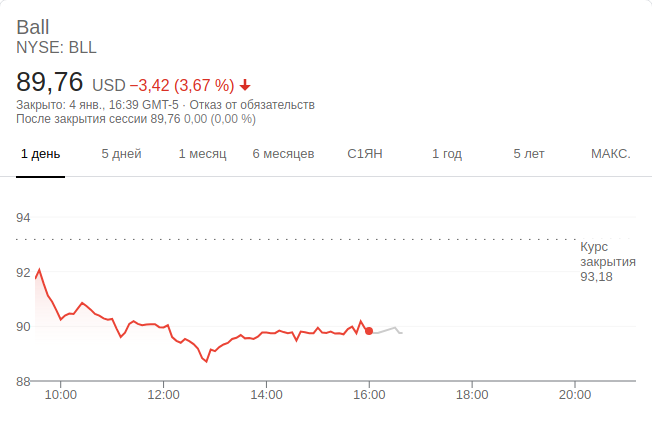 Ball
NYSE: BLL
89,76 USD −3,42 (3,67 %)
Закрыто: 4 янв., 16:39 GMT-5 · Отказ от обязательств
После закрытия сессии 89,76 0,00 (0,00 %)
1 день 5 дней 1 месяц 6 месяцев С1ЯН 1 год 5 лет МАКС.
94
Курс
закрытия
93,18
92
90
88
10:00 12:00 14:00 16:00 18:00 20:00